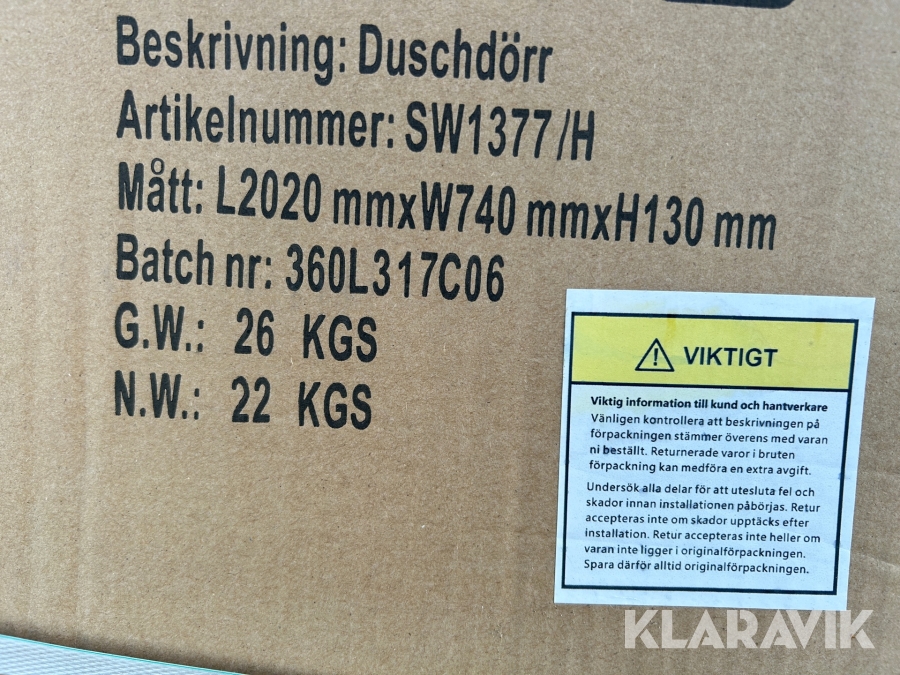 Beskrivning: Duschdörr
Artikelnummer: SW1377/H
Mått: L2020 mmxW740 mmxH130 mm
Batch nr: 360L317C06
G.W.: 26 KGS
N.W.: 22 KGS
VIKTIGT
Viktig information till kund och hantverkare
Vänligen kontrollera att beskrivningen på
förpackningen stämmer överens med varan
ni beställt. Returnerade varor i bruten
förpackning kan medföra en extra avgift.
Undersök alla delar för att utesluta fel och
skador innan installationen påbörjas. Retur
accepteras inte om skador upptäcks efter
installation. Retur accepteras inte heller om
varan inte ligger i originalförpackningen.
Spara därför alltid originalförpackningen.
KLARAVIK